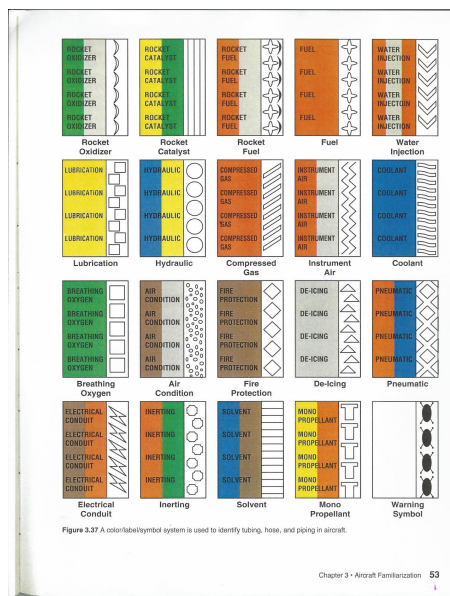 ROCKET
OXIDIZER
ROCKET
OXIDIZER
ROCKET
OXIDIZER
ROCKET
OXIDIZER
Rocket
Oxidizer
ROCKET
CATALYST
ROCKET
CATALYST
ROCKET
CATALYST
ROCKET
CATALYST
Rocket
Catalyst
ROCKET
FUEL
ROCKET
FUEL
ROCKET
FUEL
ROCKET
FUEL
Rocket
Fuel
FUEL
FUEL
FUEL
FUEL
Fuel
WATER
INJECTION
WATER
INJECTION
WATER
INJECTION
WATER
INJECTION
Water
Injection
LUBRICATION
LUBRICATION
LUBRICATION
LUBRICATION
Lubrication
HYDRAULIC
HYDRAULIC
HYDRAULIC
HYDRAULIC
Hydraulic
COMPRESSED
GAS
COMPRESSED
GAS
COMPRESSED
GAS
COMPRESSED
GAS
Compressed
Gas
INSTRUMENT
AIR
INSTRUMENT
AIR
INSTRUMENT
AIR
INSTRUMENT
AIR
Instrument
Air
COOLANT
COOLANT
COOLANT
COOLANT
Coolant
BREATHING
OXYGEN
BREATHING
OXYGEN
BREATHING
OXYGEN
BREATHING
OXYGEN
Breathing
Oxygen
AIR
CONDITION
AIR
CONDITION
AIR
CONDITION
AIR
CONDITION
Air
Condition
FIRE
PROTECTION
FIRE
PROTECTION
FIRE
PROTECTION
FIRE
PROTECTION
Fire
Protection
DE-ICING
DE-ICING
DE-ICING
DE-ICING
De-Icing
PNEUMATIC
PNEUMATIC
PNEUMATIC
PNEUMATIC
Pneumatic
ELECTRICAL
CONDUIT
ELECTRICAL
CONDUIT
ELECTRICAL
CONDUIT
ELECTRICAL
CONDUIT
Electrical
Conduit
INERTING
INERTING
INERTING
INERTING
Inerting
SOLVENT
SOLVENT
SOLVENT
SOLVENT
Solvent
MONO
PROPELLANT
MONO
PROPELLANT
MONO
PROPELLANT
MONO
PROPELLANT
Mono
Propellant
Warning
Symbol
Figure 3.37 A color/label/symbol system is used to identify tubing, hose, and piping in aircraft.
Chapter 3 • Aircraft Familiarization 53